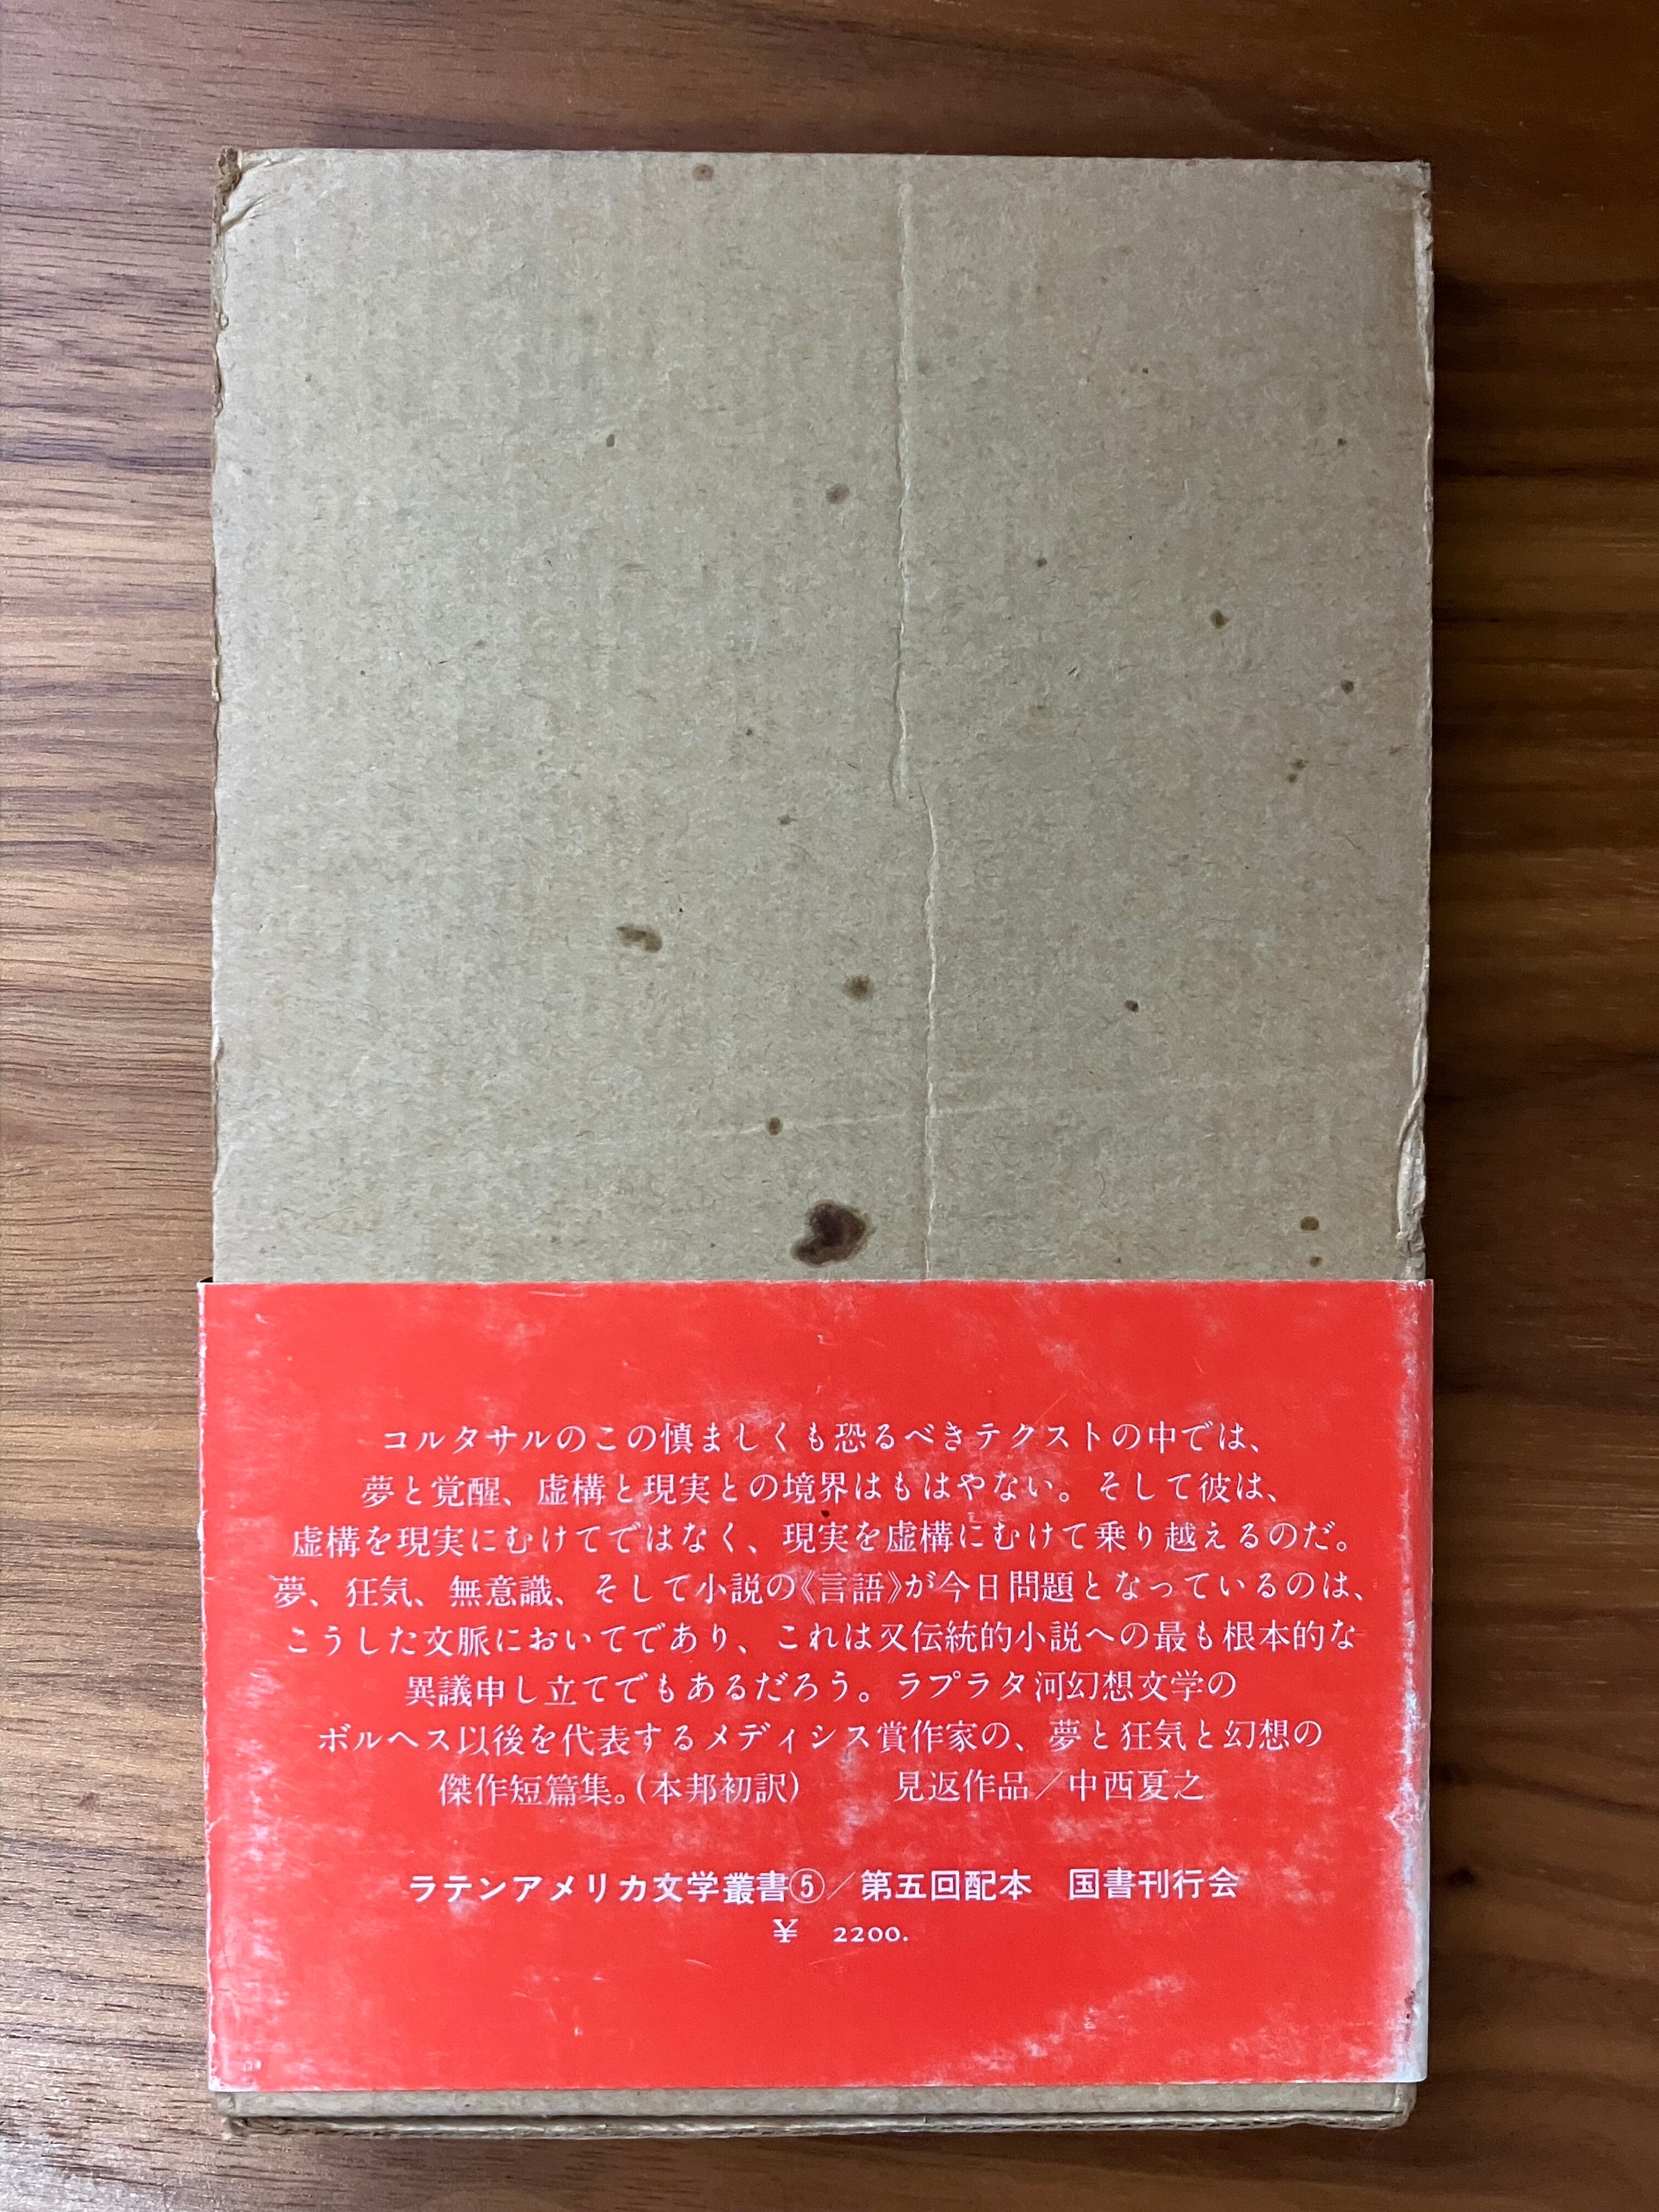 コルタサルのこの慎ましくも恐るべきテクストの中では、
夢と覚醒、虚構と現実との境界はもはやない。そして彼は、
虚構を現実にむけてではなく、現実を虚構にむけて乗り越えるのだ。
夢、狂気、無意識、そして小説の《言語》が今日問題となっているのは、
こうした文脈においてであり、これは又伝統的小説への最も根本的な
異議申し立てでもあるだろう。ラプラタ河幻想文学の
ボルヘス以後を代表するメディシス賞作家の、夢と狂気と幻想の
傑作短篇集。(本邦初訳) 見返作品／中西夏之
ラテンアメリカ文学叢書⑤／第五回配本 国書刊行会
¥ 2200.